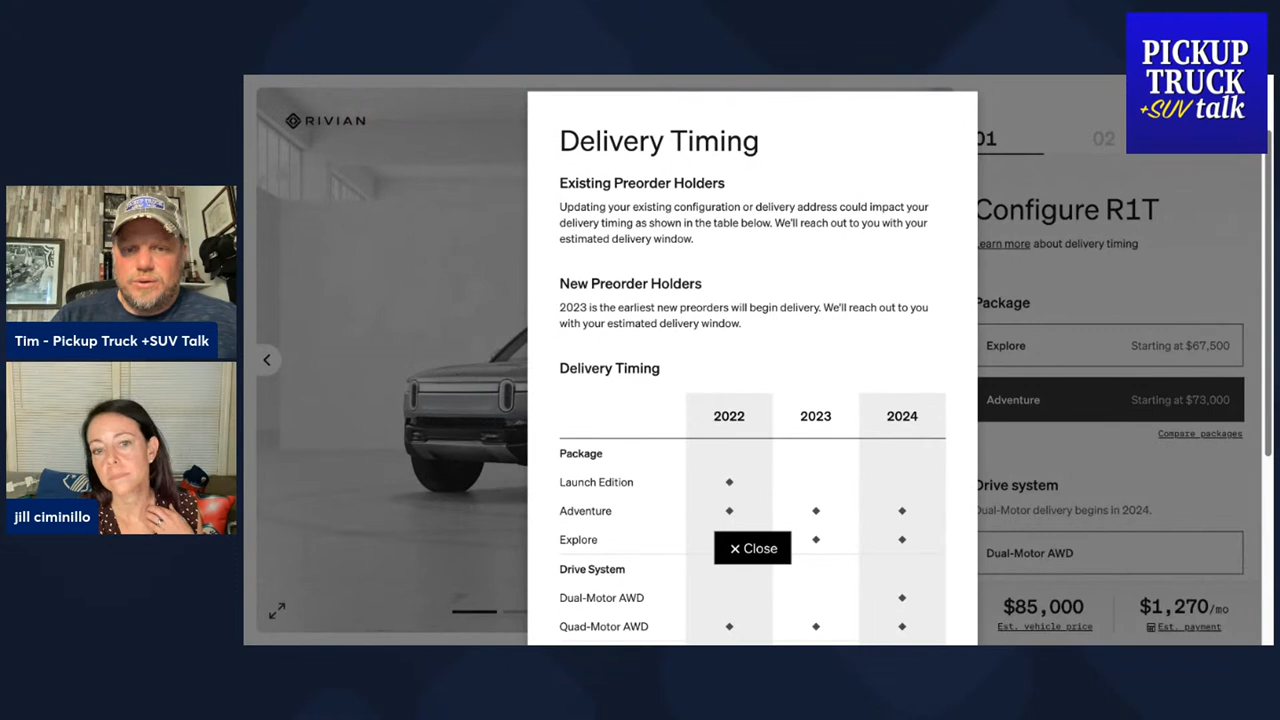 PICKUP
TRUCK
+SUV talk
RIVIAN
Delivery Timing
Existing Preorder Holders
Updating your existing configuration or delivery address could impact your
delivery timing as shown in the table below. We'll reach out to you with your
estimated delivery window.
New Preorder Holders
2023 is the earliest new preorders will begin delivery. We'll reach out to you
with your estimated delivery window.
Delivery Timing
2022 2023 2024
Package
Launch Edition
Adventure
Explore
Close
Drive System
Dual-Motor AWD
Quad-Motor AWD
01 02
Configure R1T
earn more about delivery timing
Package
Explore Starting at $67,500
Adventure Starting at $73,000
Compare packages
Drive system
Dual-Motor delivery begins in 2024.
Dual-Motor AWD
$85,000 $1,270/mo
Est. vehicle price Est. payment
Tim - Pickup Truck +SUV Talk
jill ciminillo